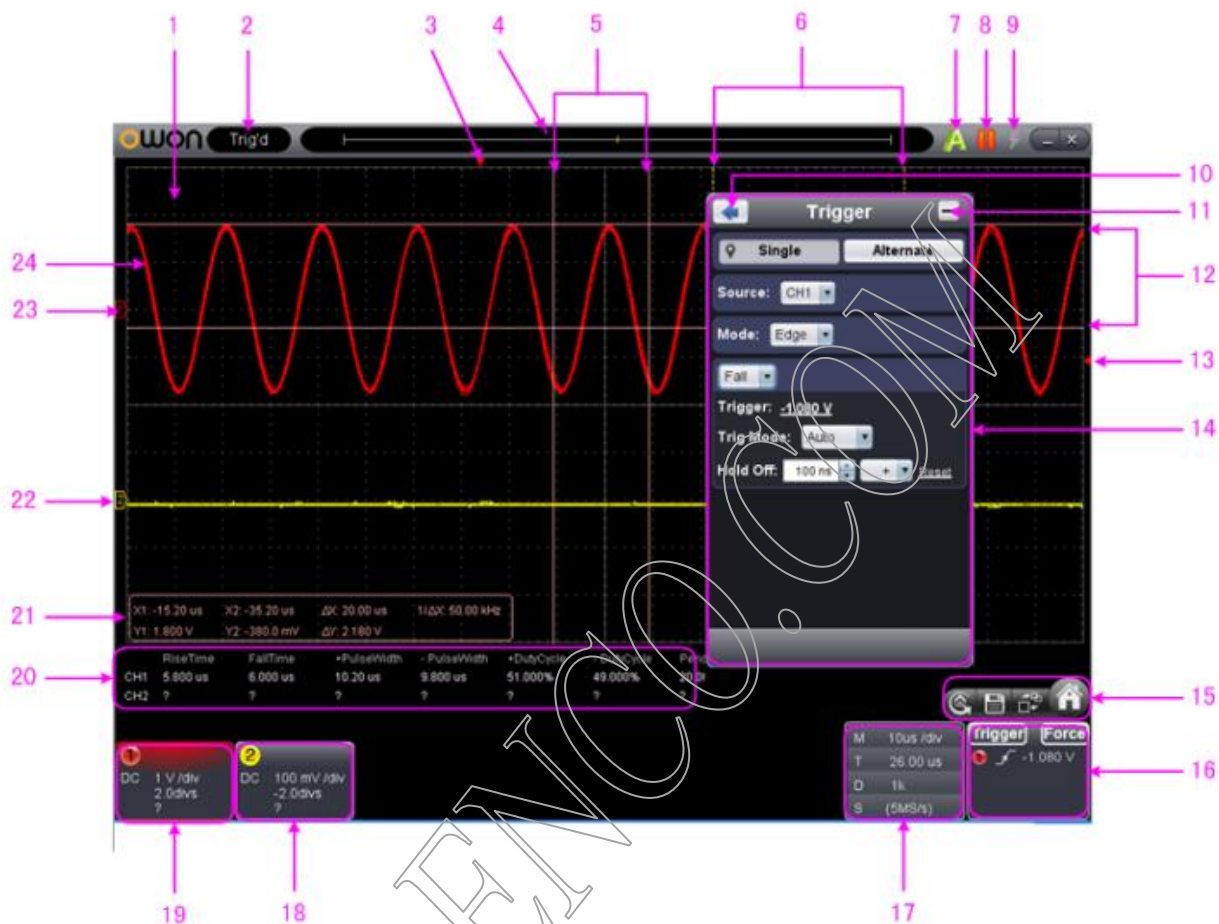 1 2 3 4 5 6 7 8 9
OWON Trig'd
10
Trigger
11
Single Alternate
24
12
Source: CH1
23
Mode: Edge
13
Fall
Trigger: -1.080 V
14
Trig Mode: Auto
Hold Off: 100 ns + Reset
22
21
X1: -15.20 us X2: -35.20 us ΔX: 20.00 us 1/ΔX: 50.00 kHz
Y1: 1.800 V Y2: -380.0 mV ΔY: 2.180 V
20
RiseTime FallTime +PulseWidth -PulseWidth +DutyCycle -DutyCycle
CH1 5.800 us 6.000 us 10.20 us 9.800 us 51.000% 49.000%
CH2 ? ? ? ? ? ? ?
15
1
DC 1 V /div
2.0divs
?
2
DC 100 mV /div
-2.0divs
?
M 10us /div
T 26.00 us
D 1k
S (5MS/s)
Trigger Force
1 -1.080 V
16
19 18 17
ENCO.COM